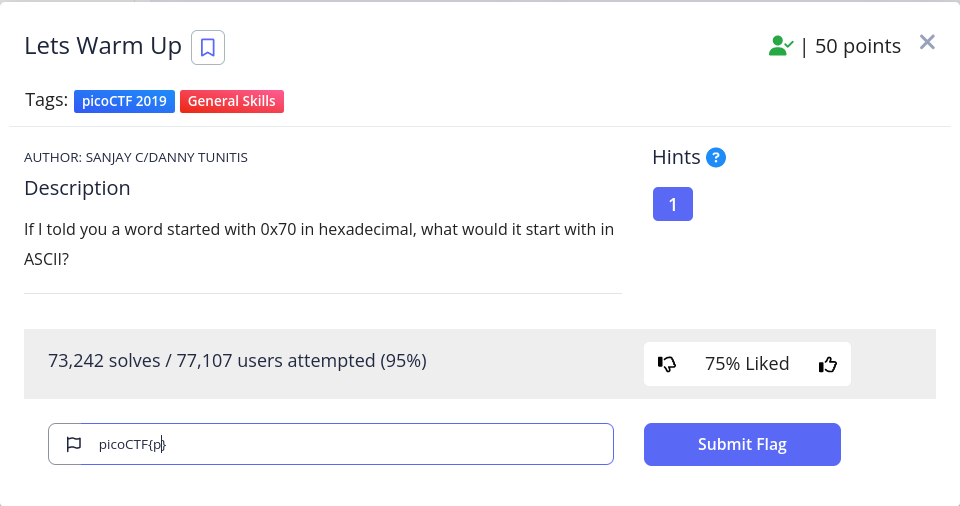 Lets Warm Up
| 50 points
Tags: picoCTF 2019 General Skills
AUTHOR: SANJAY C/DANNY TUNITIS
Description
If I told you a word started with 0x70 in hexadecimal, what would it start with in
ASCII?
Hints ?
1
73,242 solves / 77,107 users attempted (95%)
75% Liked
picoCTF{p}
Submit Flag